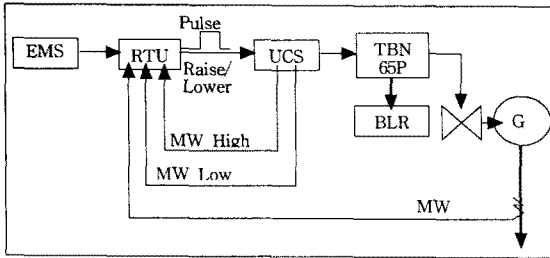 Pulse
EMS
RTU
UCS
TBN
65P
Raise/
Lower
BLR
G
MW High
MW Low
MW